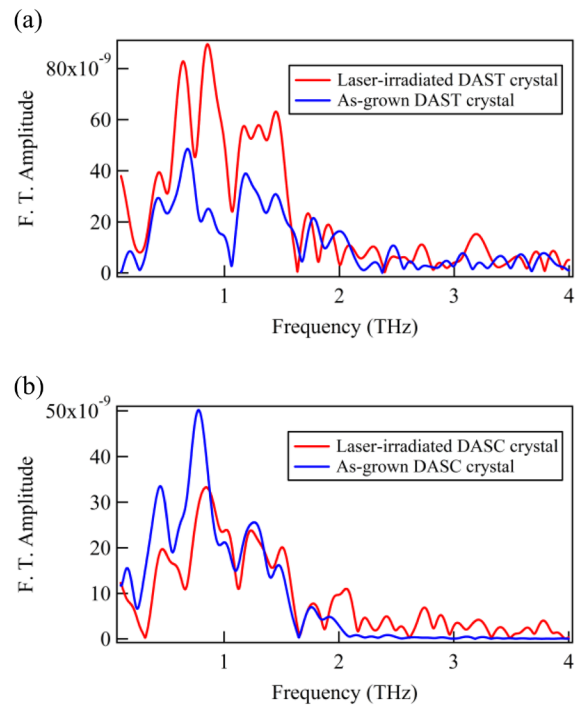 (a)
80x10⁻⁹
60
40
20
0
F. T. Amplitude
Laser-irradiated DAST crystal
As-grown DAST crystal
1 2 3 4
Frequency (THz)
(b)
50x10⁻⁹
40
30
20
10
0
F. T. Amplitude
Laser-irradiated DASC crystal
As-grown DASC crystal
1 2 3 4
Frequency (THz)